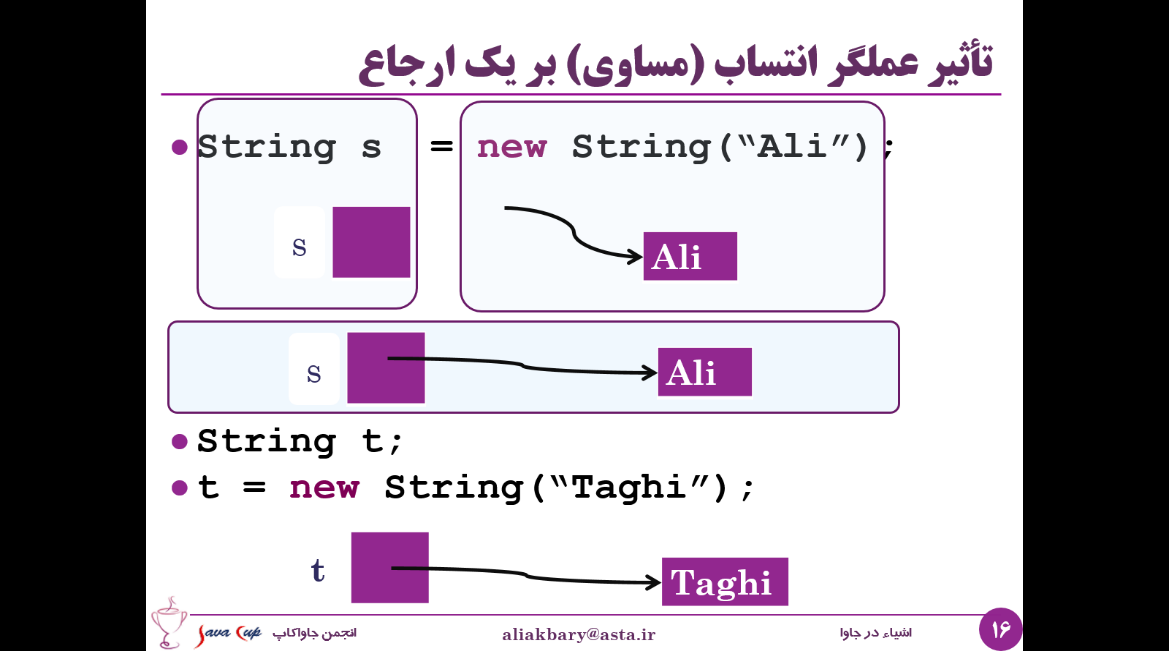 تأثیر عملگر انتساب (مساوی) بر یک ارجاع
String s = new String(“Ali”);
s
Ali
s
Ali
String t;
t = new String(“Taghi”);
t
Taghi
Java Cup انجمن جاواکاپ
aliakbary@asta.ir
اشیاء در جاوا
۱۶